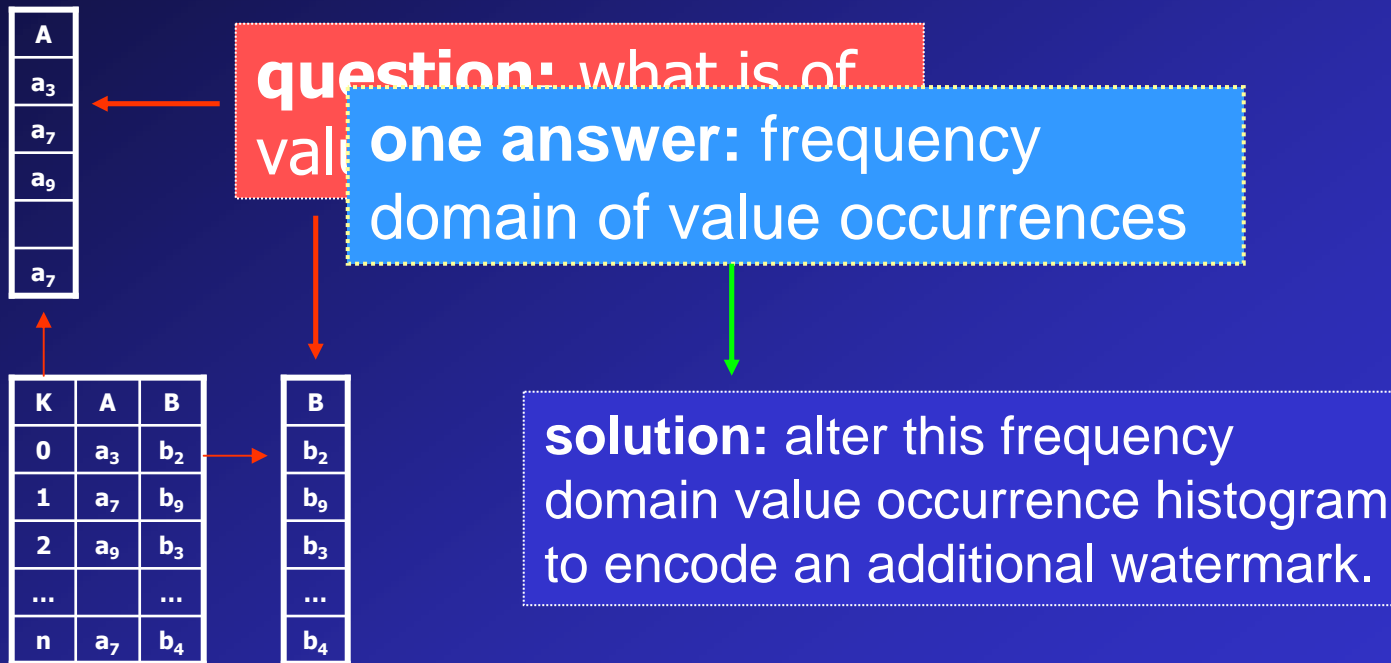 A
a₃
a₇
a₉
a₇
question: what is of
one answer: frequency
domain of value occurrences
K A B
0 a₃ b₂
1 a₇ b₉
2 a₉ b₃
... ...
n a₇ b₄
B
b₂
b₉
b₃
...
b₄
solution: alter this frequency
domain value occurrence histogram
to encode an additional watermark.